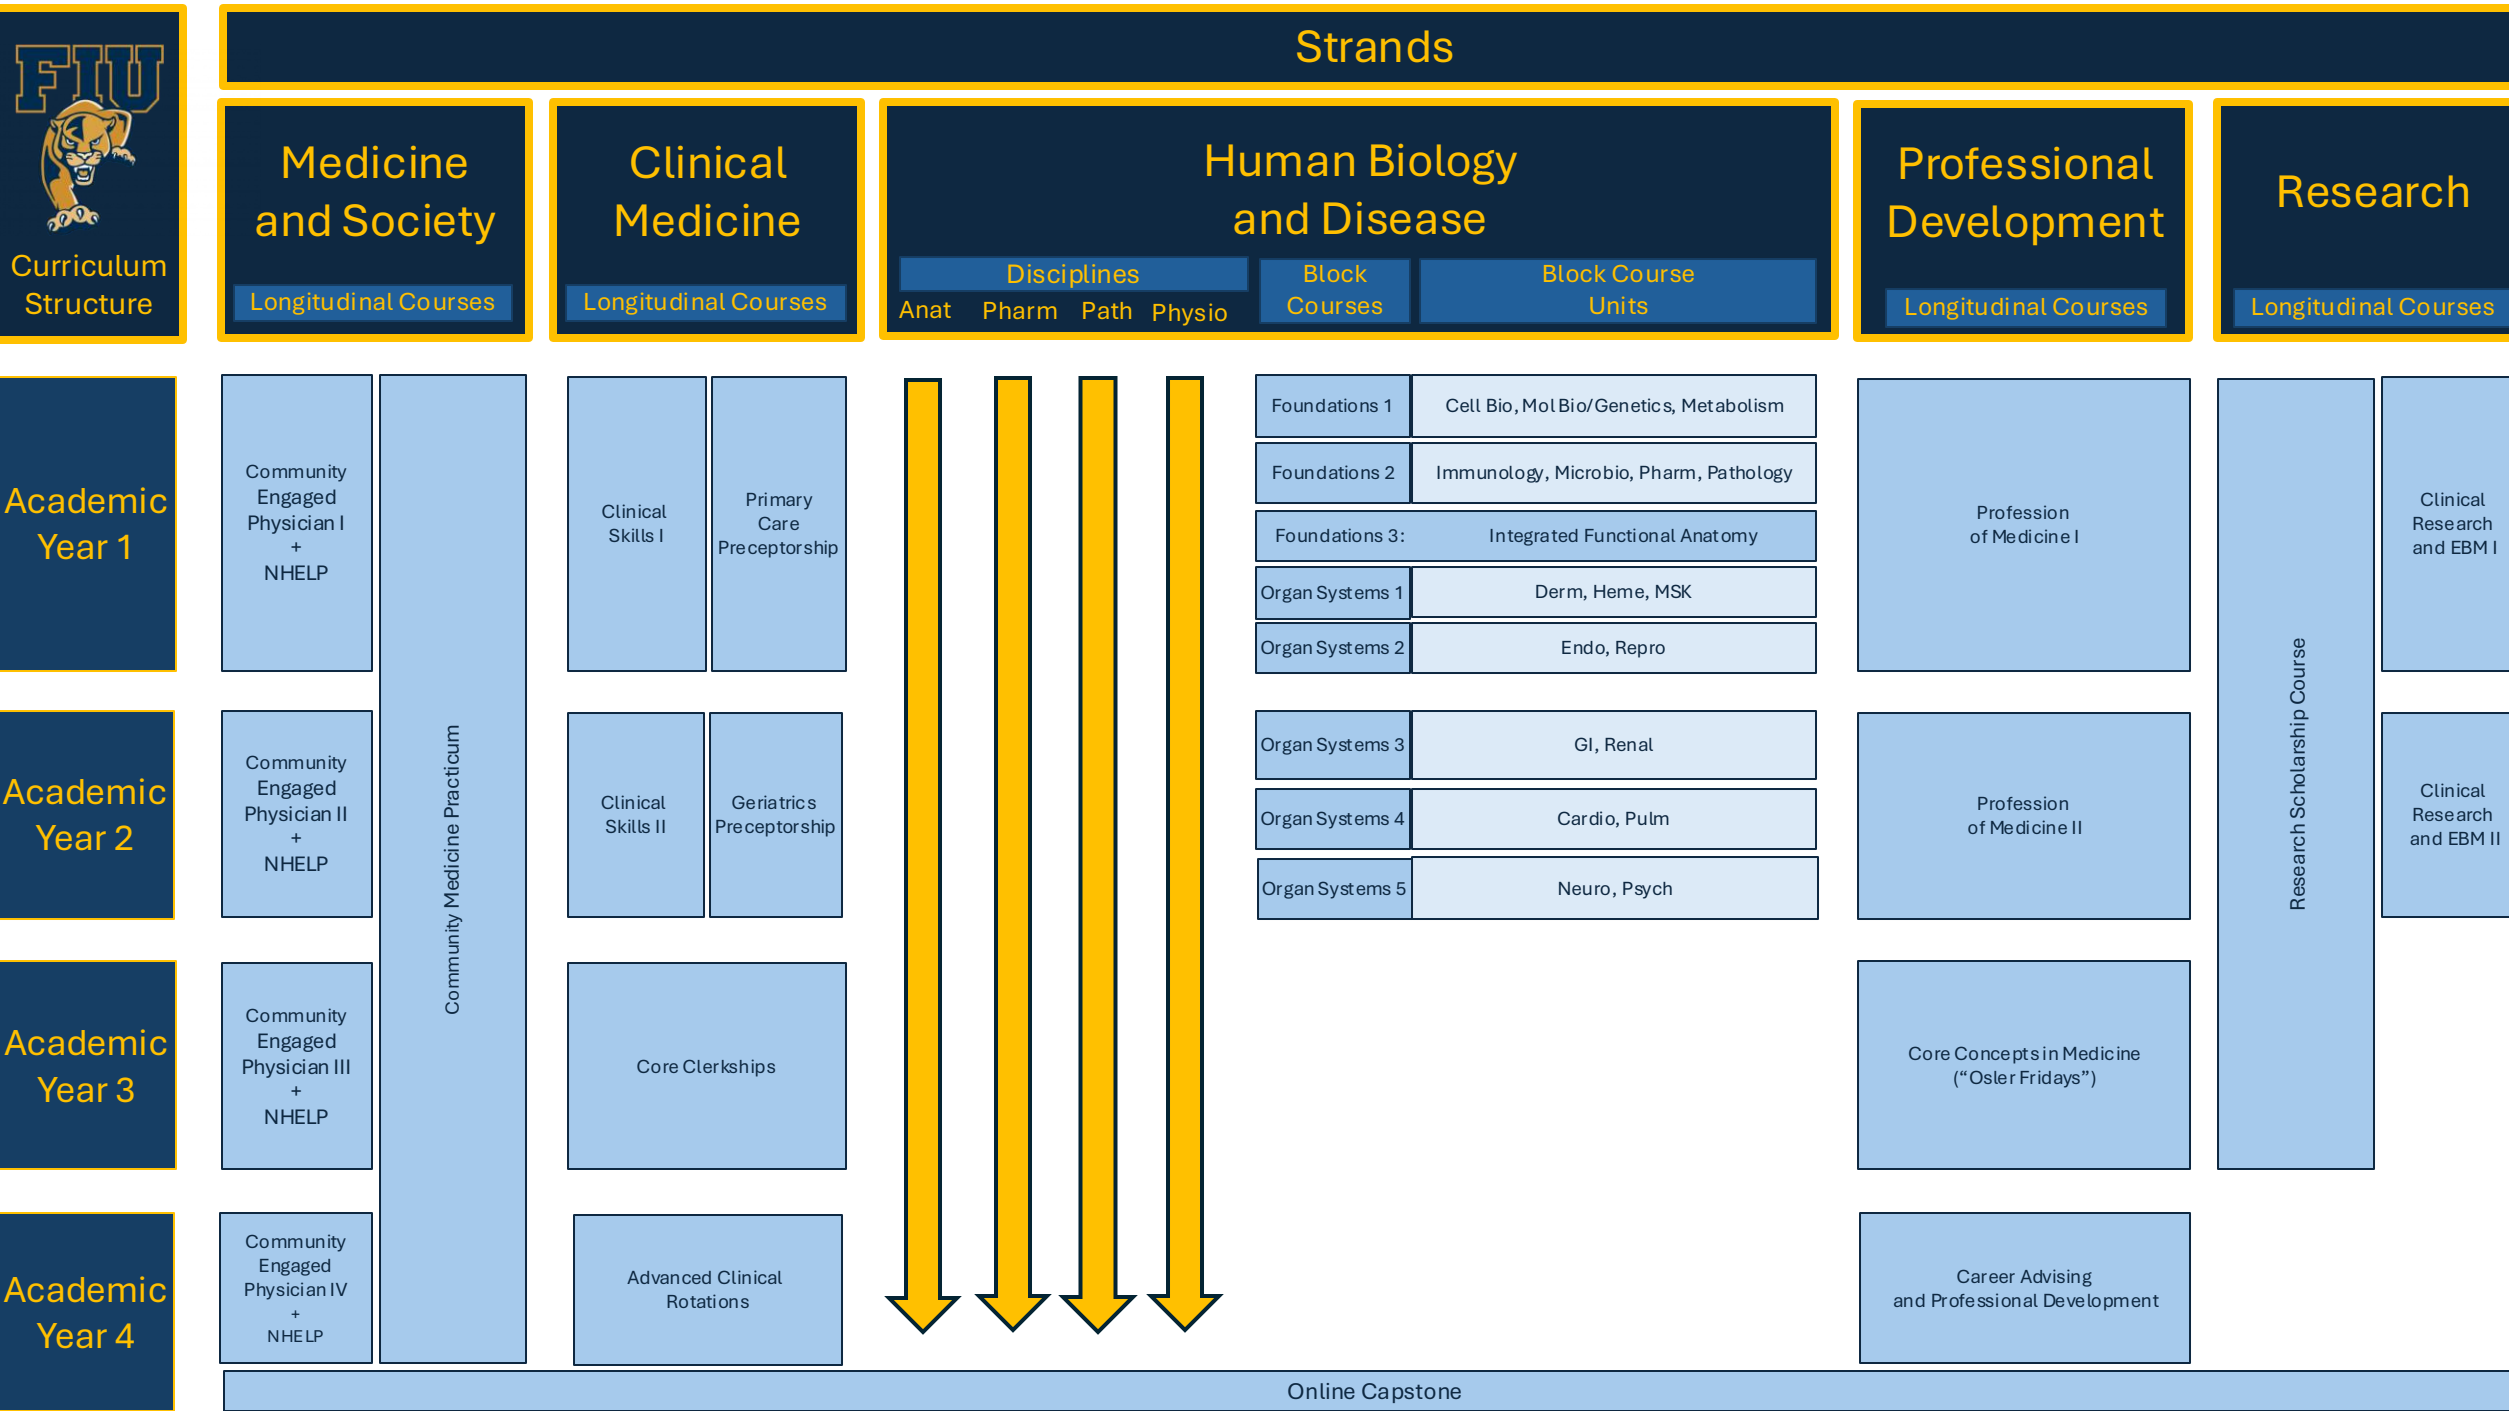 FIU
Curriculum
Structure
Strands
Medicine
and Society
Longitudinal Courses
Clinical
Medicine
Longitudinal Courses
Human Biology
and Disease
Disciplines
Anat
Pharm
Path
Physio
Block
Courses
Block Course
Units
Professional
Development
Longitudinal Courses
Research
Longitudinal Courses
Academic
Year 1
Community
Engaged
Physician I
+
NHELP
Community Medicine Practicum
Clinical
Skills I
Primary
Care
Preceptorship
Foundations 1
Cell Bio, Mol Bio/Genetics, Metabolism
Foundations 2
Immunology, Microbio, Pharm, Pathology
Foundations 3:
Integrated Functional Anatomy
Organ Systems 1
Derm, Heme, MSK
Organ Systems 2
Endo, Repro
Profession
of Medicine I
Research Scholarship Course
Clinical
Research
and EBM I
Academic
Year 2
Community
Engaged
Physician II
+
NHELP
Clinical
Skills II
Geriatrics
Preceptorship
Organ Systems 3
GI, Renal
Organ Systems 4
Cardio, Pulm
Organ Systems 5
Neuro, Psych
Profession
of Medicine II
Clinical
Research
and EBM II
Academic
Year 3
Community
Engaged
Physician III
+
NHELP
Core Clerkships
Core Concepts in Medicine
(“Osler Fridays”)
Academic
Year 4
Community
Engaged
Physician IV
+
NHELP
Advanced Clinical
Rotations
Career Advising
and Professional Development
Online Capstone